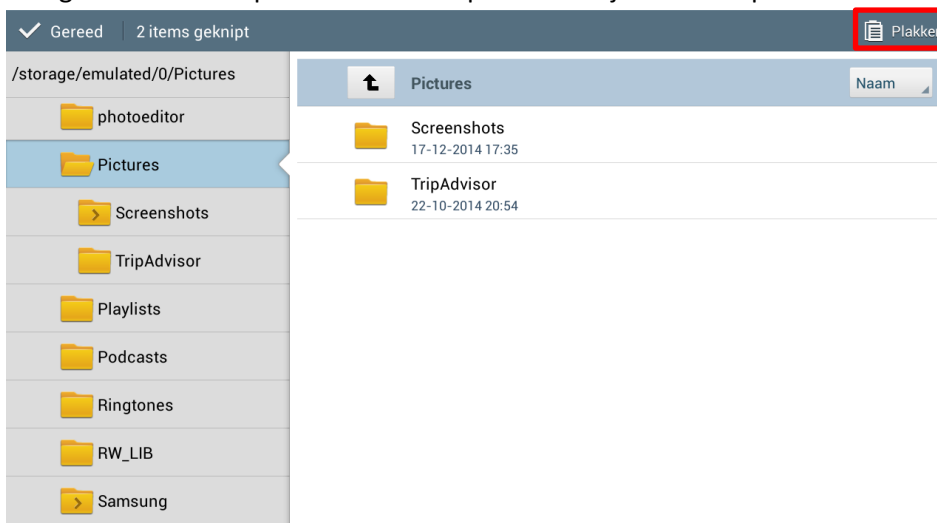 Gereed 2 items geknipt Plakken
/storage/emulated/0/Pictures
Pictures Naam
photoeditor
Pictures
Screenshots
TripAdvisor
Playlists
Podcasts
Ringtones
RW_LIB
Samsung
Screenshots
17-12-2014 17:35
TripAdvisor
22-10-2014 20:54